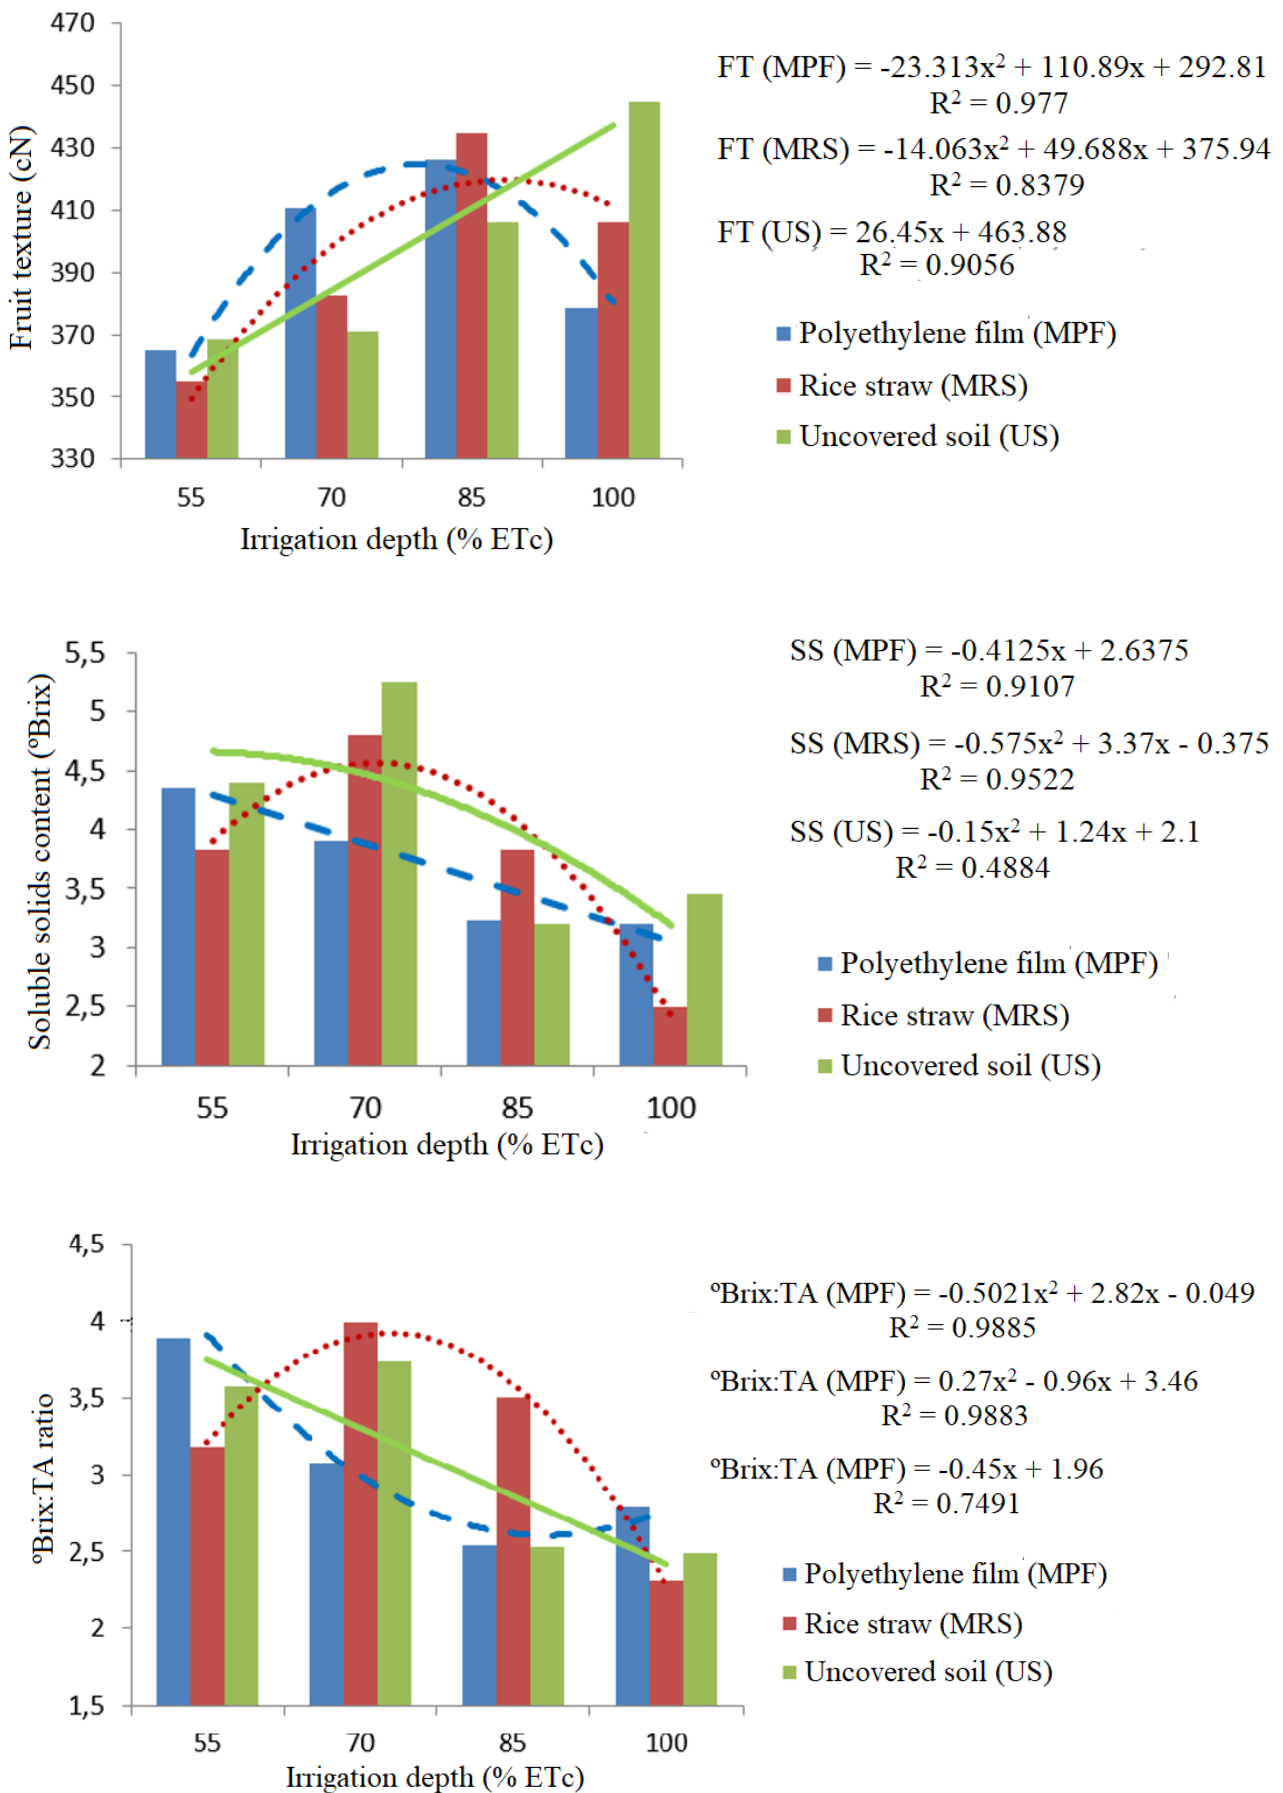 470
450
430
410
390
370
350
330
Fruit texture (cN)
55 70 85 100
Irrigation depth (% ETc)
FT (MPF) = -23.313x² + 110.89x + 292.81
R² = 0.977
FT (MRS) = -14.063x² + 49.688x + 375.94
R² = 0.8379
FT (US) = 26.45x + 463.88
R² = 0.9056
Polyethylene film (MPF)
Rice straw (MRS)
Uncovered soil (US)
5,5
5
4,5
4
3,5
3
2,5
2
Soluble solids content (ºBrix)
55 70 85 100
Irrigation depth (% ETc)
SS (MPF) = -0.4125x + 2.6375
R² = 0.9107
SS (MRS) = -0.575x² + 3.37x - 0.375
R² = 0.9522
SS (US) = -0.15x² + 1.24x + 2.1
R² = 0.4884
Polyethylene film (MPF)
Rice straw (MRS)
Uncovered soil (US)
4,5
4
3,5
3
2,5
2
1,5
ºBrix:TA ratio
55 70 85 100
Irrigation depth (% ETc)
ºBrix:TA (MPF) = -0.5021x² + 2.82x - 0.049
R² = 0.9885
ºBrix:TA (MPF) = 0.27x² - 0.96x + 3.46
R² = 0.9883
ºBrix:TA (MPF) = -0.45x + 1.96
R² = 0.7491
Polyethylene film (MPF)
Rice straw (MRS)
Uncovered soil (US)